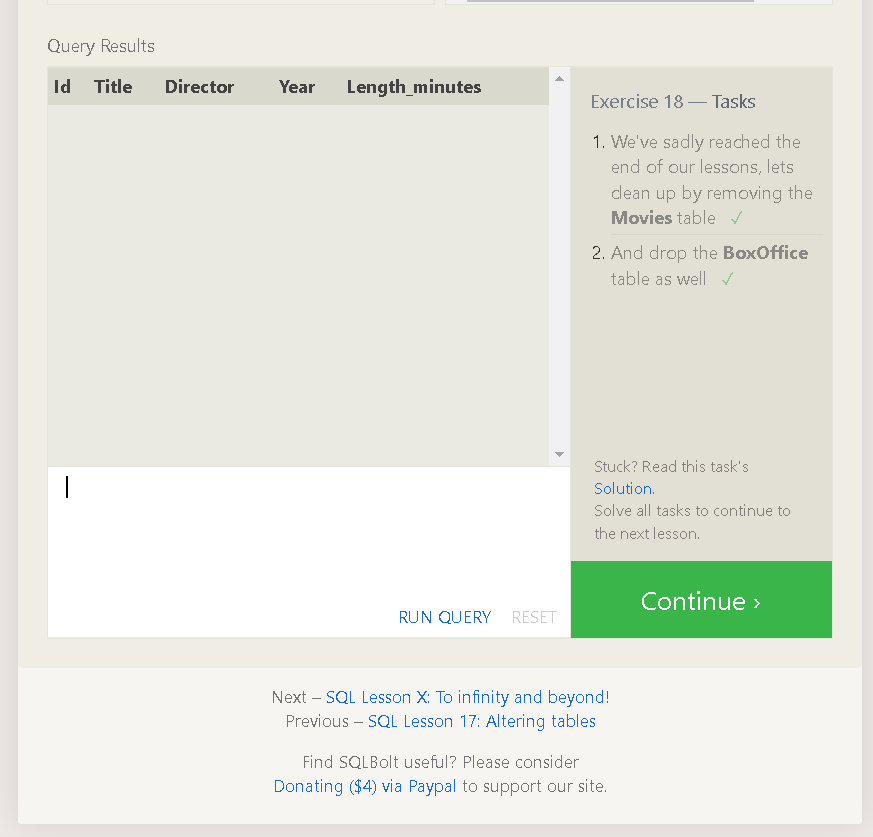 Query Results
Id Title Director Year Length_minutes
Exercise 18 — Tasks
1. We've sadly reached the
end of our lessons, lets
clean up by removing the
Movies table ✓
2. And drop the BoxOffice
table as well ✓
Stuck? Read this task's
Solution.
Solve all tasks to continue to
the next lesson.
RUN QUERY RESET
Continue ›
Next – SQL Lesson X: To infinity and beyond!
Previous – SQL Lesson 17: Altering tables
Find SQLBolt useful? Please consider
Donating ($4) via Paypal to support our site.